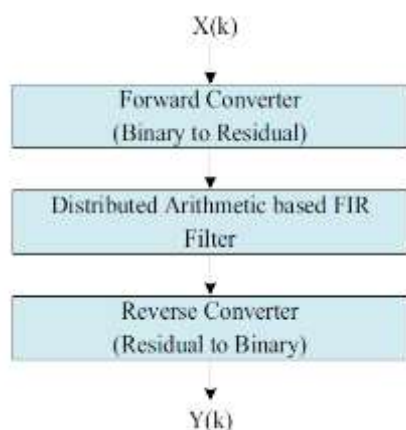 X(k)
Forward Converter
(Binary to Residual)
Distributed Arithmetic based FIR
Filter
Reverse Converter
(Residual to Binary)
Y(k)